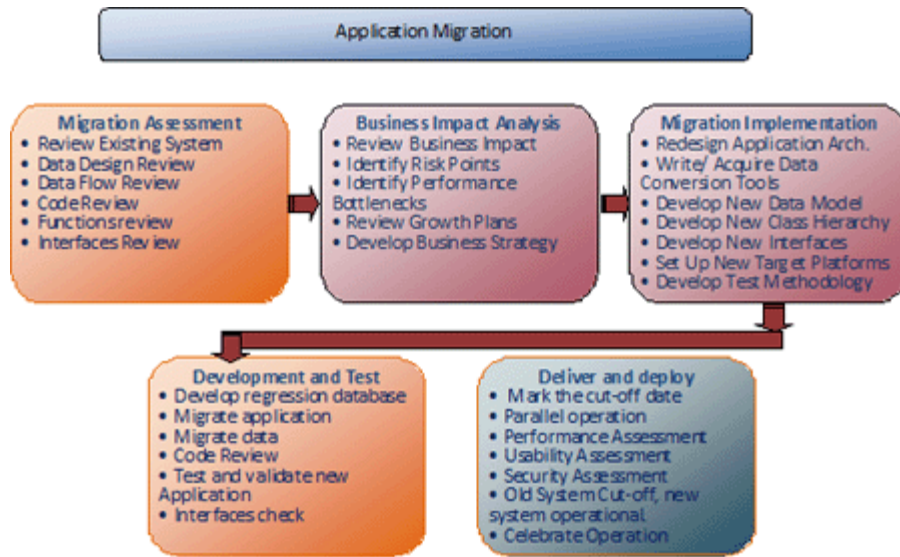 Application Migration
Migration Assessment
• Review Existing System
• Data Design Review
• Data Flow Review
• Code Review
• Functions review
• Interfaces Review
Business Impact Analysis
• Review Business Impact
• Identify Risk Points
• Identify Performance
Bottlenecks
• Review Growth Plans
• Develop Business Strategy
Migration Implementation
• Redesign Application Arch.
• Write/ Acquire Data
Conversion Tools
• Develop New Data Model
• Develop New Class Hierarchy
• Develop New Interfaces
• Set Up New Target Platforms
• Develop Test Methodology
Development and Test
• Develop regression database
• Migrate application
• Migrate data
• Code Review
• Test and validate new
Application
• Interfaces check
Deliver and deploy
• Mark the cut-off date
• Parallel operation
• Performance Assessment
• Usability Assessment
• Security Assessment
• Old System Cut-off, new
system operational.
• Celebrate Operation